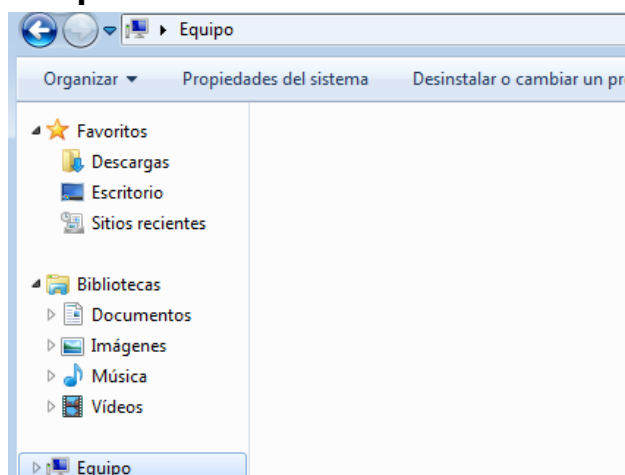 Equipo
Organizar Propiedades del sistema Desinstalar o cambiar un pr
Favoritos
Descargas
Escritorio
Sitios recientes
Bibliotecas
Documentos
Imágenes
Música
Vídeos
Equipo